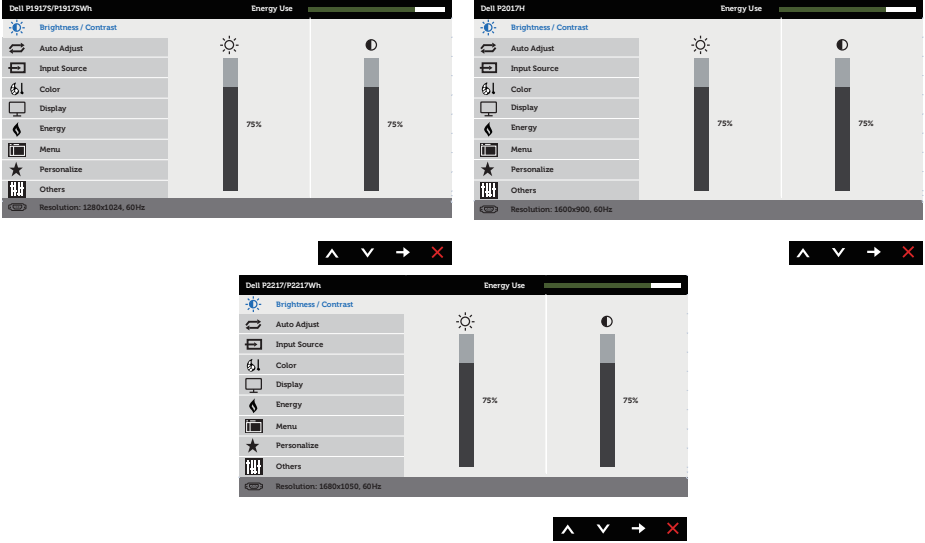 Dell P1917S/P1917SWh Energy Use
Brightness / Contrast
Auto Adjust
Input Source
Color
Display
Energy
Menu
Personalize
Others
75% 75%
Resolution: 1280x1024, 60Hz
Dell P2017H Energy Use
Brightness / Contrast
Auto Adjust
Input Source
Color
Display
Energy
Menu
Personalize
Others
75% 75%
Resolution: 1600x900, 60Hz
Dell P2217/P2217Wh Energy Use
Brightness / Contrast
Auto Adjust
Input Source
Color
Display
Energy
Menu
Personalize
Others
75% 75%
Resolution: 1680x1050, 60Hz